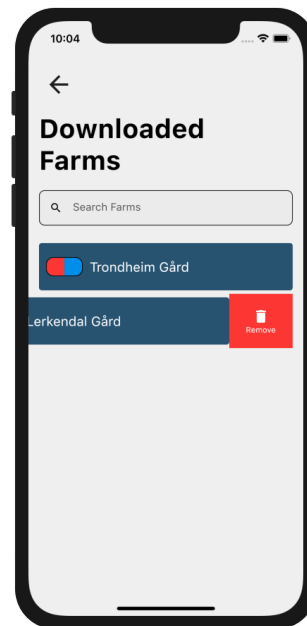 10:04
Downloaded
Farms
Search Farms
Trondheim Gård
Lerkendal Gård
Remove